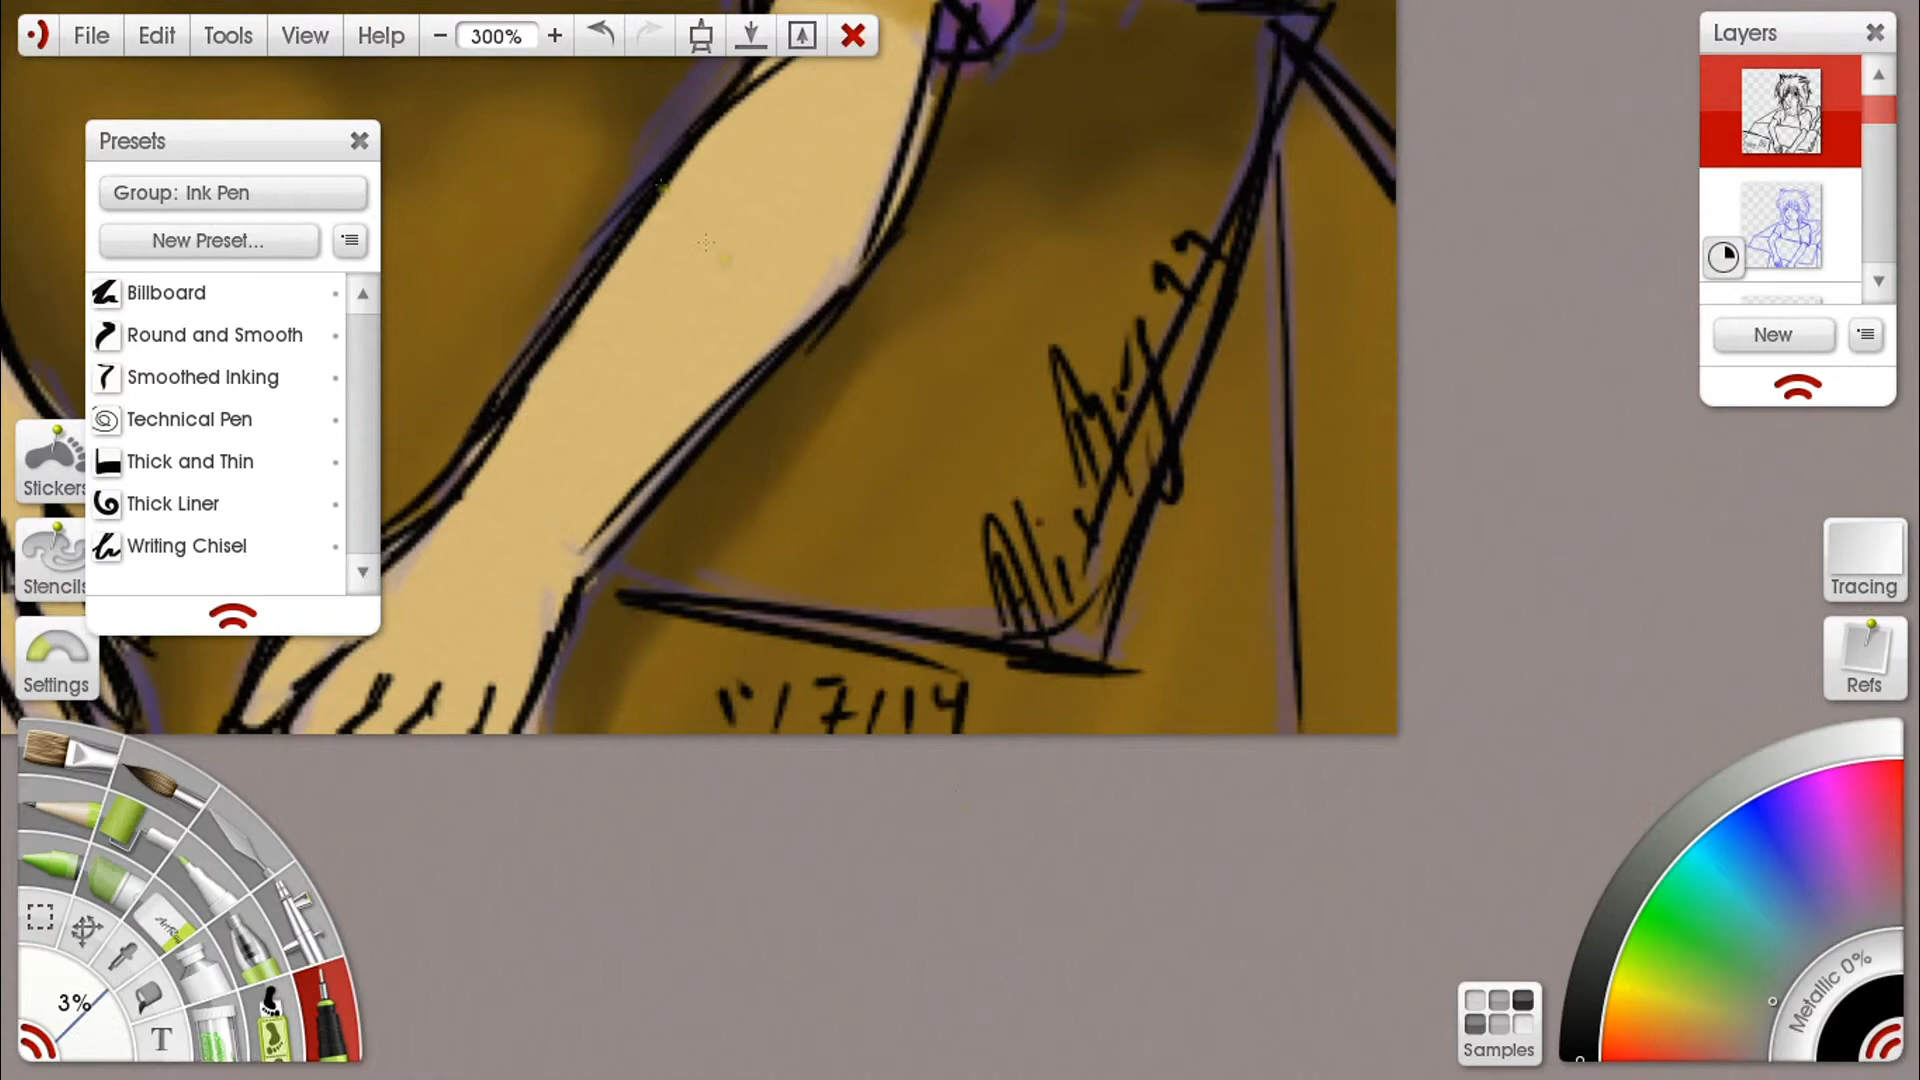 File Edit Tools View Help − 300% +
Presets
Group: Ink Pen
New Preset...
Billboard
Round and Smooth
Smoothed Inking
Technical Pen
Thick and Thin
Thick Liner
Writing Chisel
Stickers
Stencils
Settings
3%
T
Layers
New
Tracing
Refs
Samples
Metallic 0%